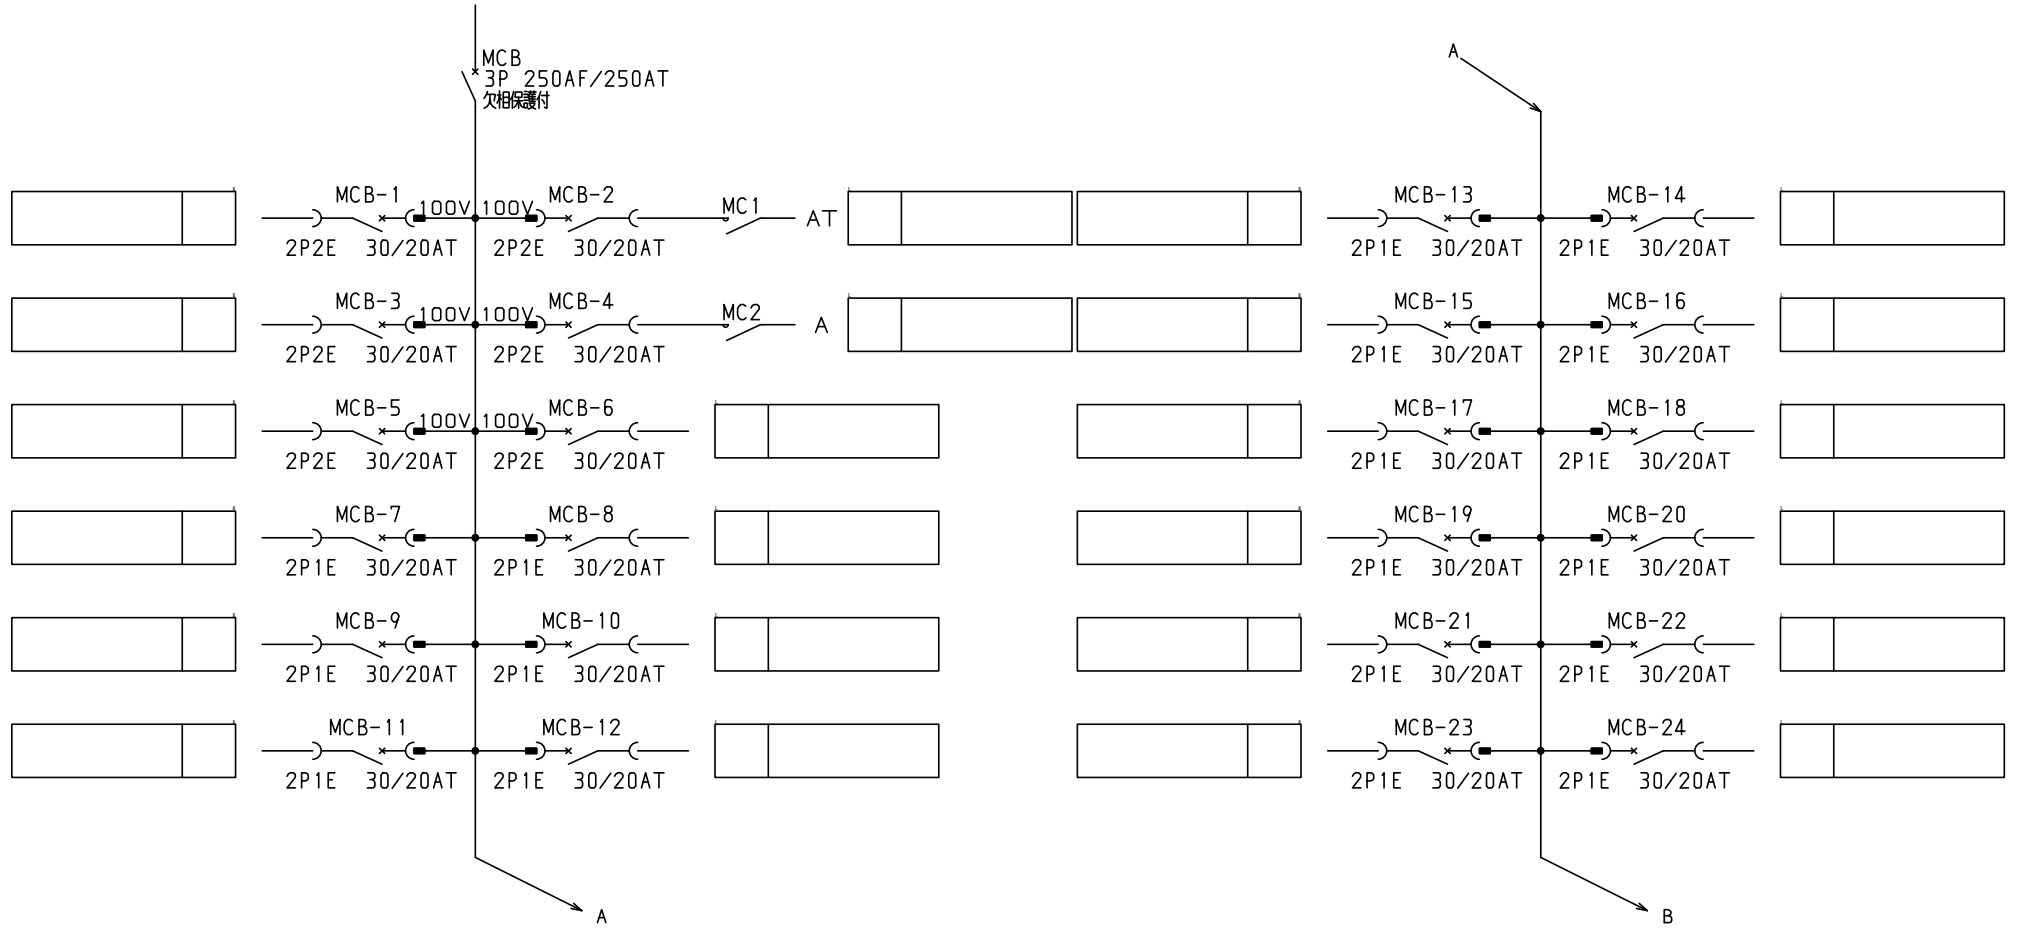 MCB
3P 250AF/250AT
欠相保護付
A
MCB-1 100V 100V MCB-2 MC1 AT
2P2E 30/20AT 2P2E 30/20AT
MCB-3 100V 100V MCB-4 MC2 A
2P2E 30/20AT 2P2E 30/20AT
MCB-5 100V 100V MCB-6
2P2E 30/20AT 2P2E 30/20AT
MCB-7 MCB-8
2P1E 30/20AT 2P1E 30/20AT
MCB-9 MCB-10
2P1E 30/20AT 2P1E 30/20AT
MCB-11 MCB-12
2P1E 30/20AT 2P1E 30/20AT
A
MCB-13 MCB-14
2P1E 30/20AT 2P1E 30/20AT
MCB-15 MCB-16
2P1E 30/20AT 2P1E 30/20AT
MCB-17 MCB-18
2P1E 30/20AT 2P1E 30/20AT
MCB-19 MCB-20
2P1E 30/20AT 2P1E 30/20AT
MCB-21 MCB-22
2P1E 30/20AT 2P1E 30/20AT
MCB-23 MCB-24
2P1E 30/20AT 2P1E 30/20AT
B